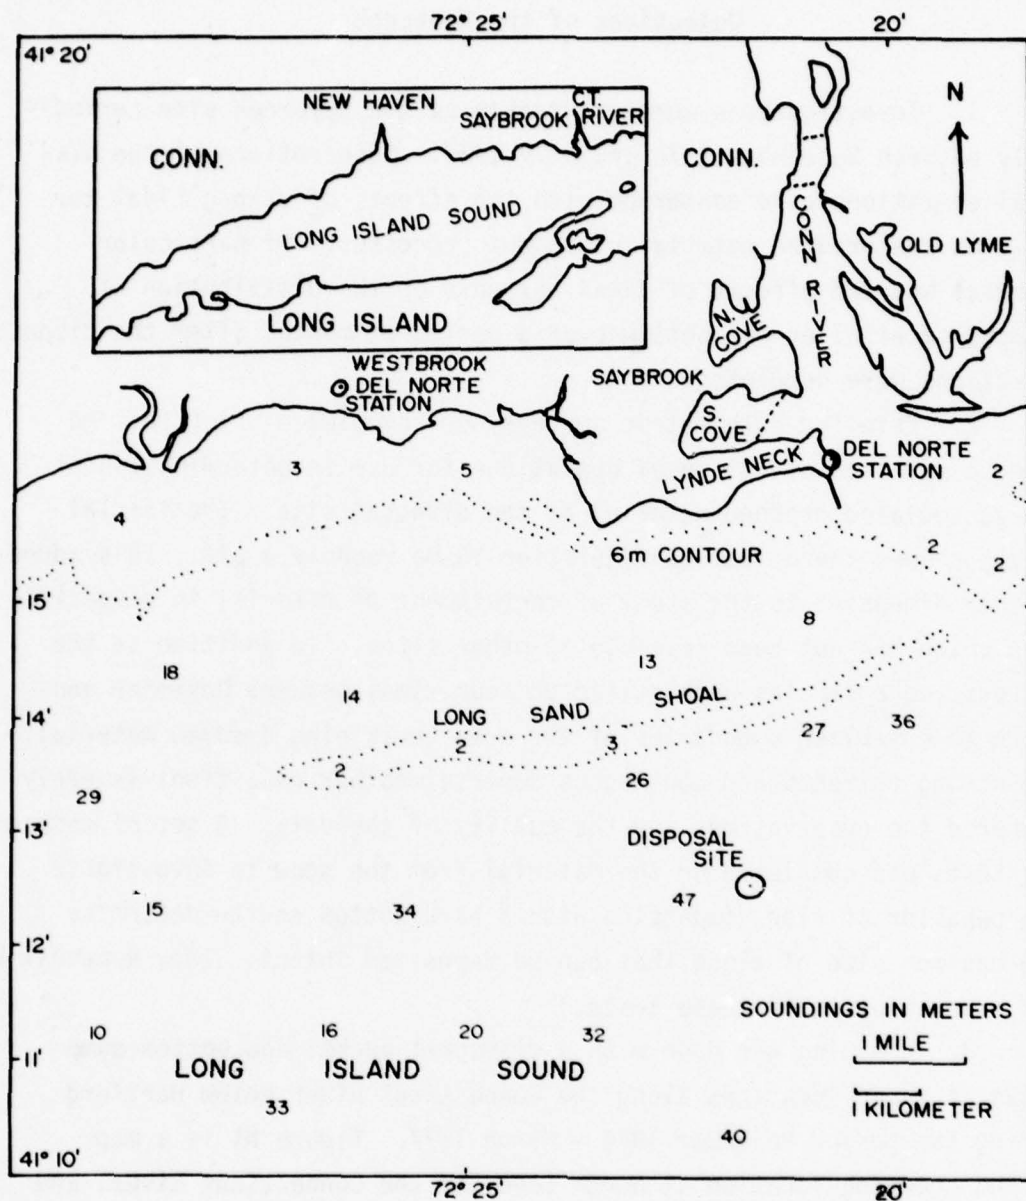 72° 25'
20'
41° 20'
N
NEW HAVEN
SAYBROOK
CT.
RIVER
CONN.
LONG ISLAND SOUND
LONG ISLAND
CONN.
CONN RIVER
OLD LYME
N. COVE
WESTBROOK
DEL NORTE
STATION
SAYBROOK
S. COVE
LYNDE NECK
DEL NORTE
STATION
3
5
2
4
6m CONTOUR
2
2
15'
8
18
13
14
14'
LONG SAND SHOAL
27
36
2
3
2
26
29
13'
DISPOSAL
SITE
15
34
47
12'
SOUNDINGS IN METERS
10
16
20
32
11'
LONG ISLAND SOUND
1 MILE
33
1 KILOMETER
40
41° 10'
72° 25'
20'